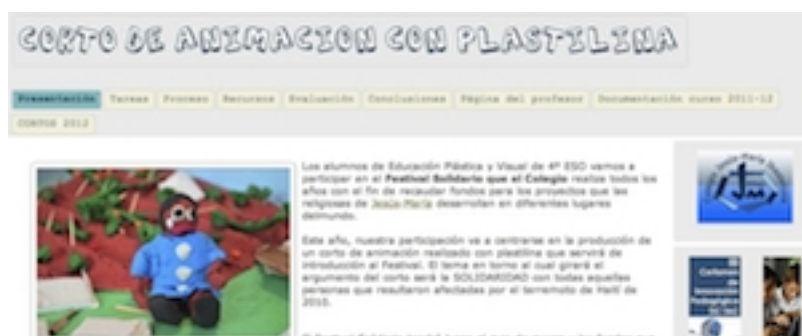 CORTO DE ANIMACION CON PLASTILINA
Presentación Tareas Proceso Recursos Evaluación Conclusiones Página del profesor Documentación curso 2011-12
CORTOS 2012
Los alumnos de Educación Plástica y Visual de 4º ESO vamos a
participar en el Festival Solidario que el Colegio realiza todos los
años con el fin de recaudar fondos para los proyectos que las
religiosas de Jesús-María desarrollan en diferentes lugares
delmundo.
Este año, nuestra participación va a centrarse en la producción de
un corto de animación realizado con plastilina que servirá de
introducción al Festival. El tema en torno al cual girará el
argumento del corto será la SOLIDARIDAD con todas aquellas
personas que resultaron afectadas por el terremoto de Haití de
2010.